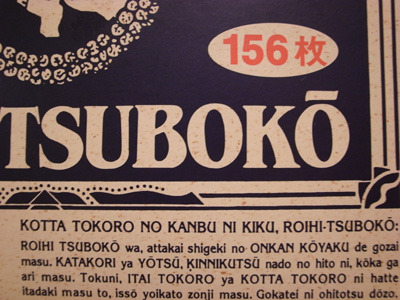 156枚
TSUBOKŌ
KOTTA TOKORO NO KANBU NI KIKU, ROIHI-TSUBOKŌ:
ROIHI TSUBOKŌ wa, attakai shigeki no ONKAN KŌYAKU de gozai
masu. KATAKORI ya YŌTSŪ, KINNIKUTSŪ nado no hito ni, kōka ga
ari masu. Tokuni, ITAI TOKORO ya KOTTA TOKORO ni hatte
itadaki masu to, issō yoikato zonji masu. Gokatei ni ohitotsu dōzo.